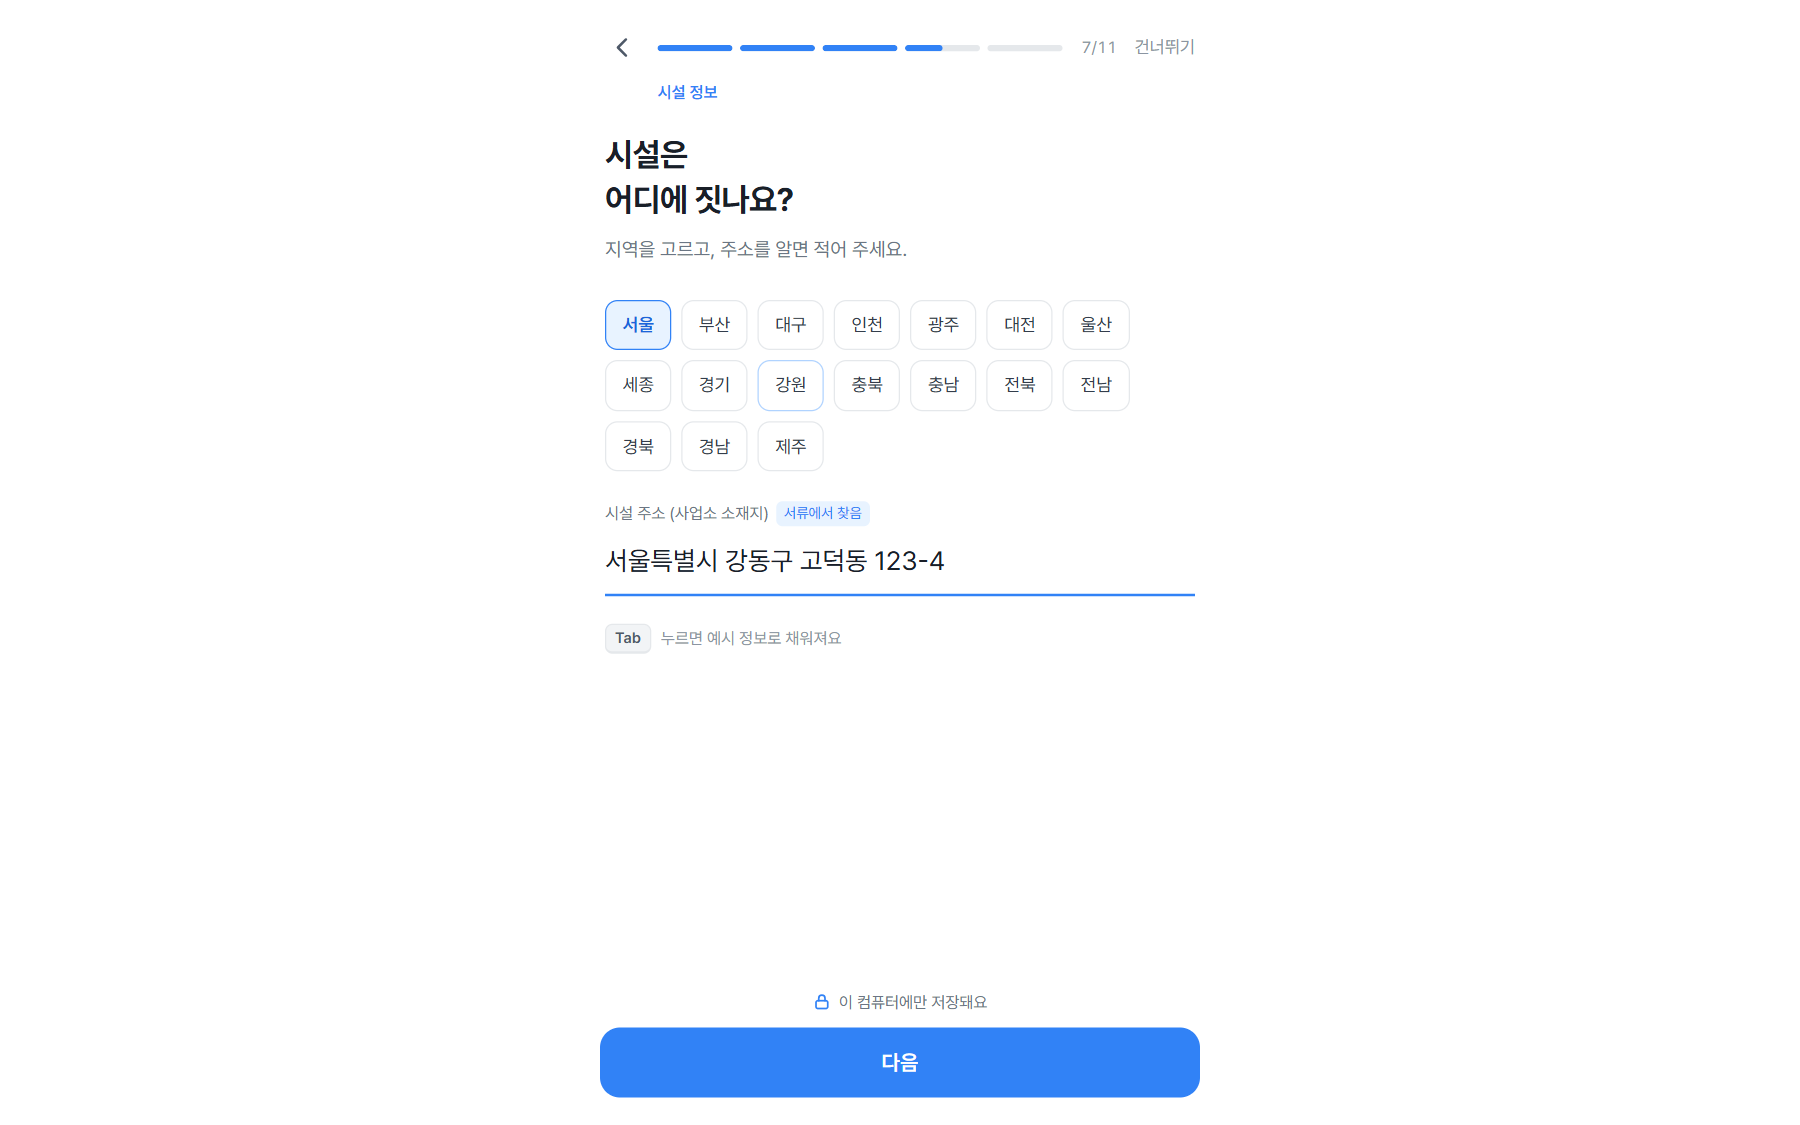 7/11 건너뛰기
시설 정보
시설은
어디에 짓나요?
지역을 고르고, 주소를 알면 적어 주세요.
서울 부산 대구 인천 광주 대전 울산
세종 경기 강원 충북 충남 전북 전남
경북 경남 제주
시설 주소 (사업소 소재지) 서류에서 찾음
서울특별시 강동구 고덕동 123-4
Tab 누르면 예시 정보로 채워져요
이 컴퓨터에만 저장돼요
다음